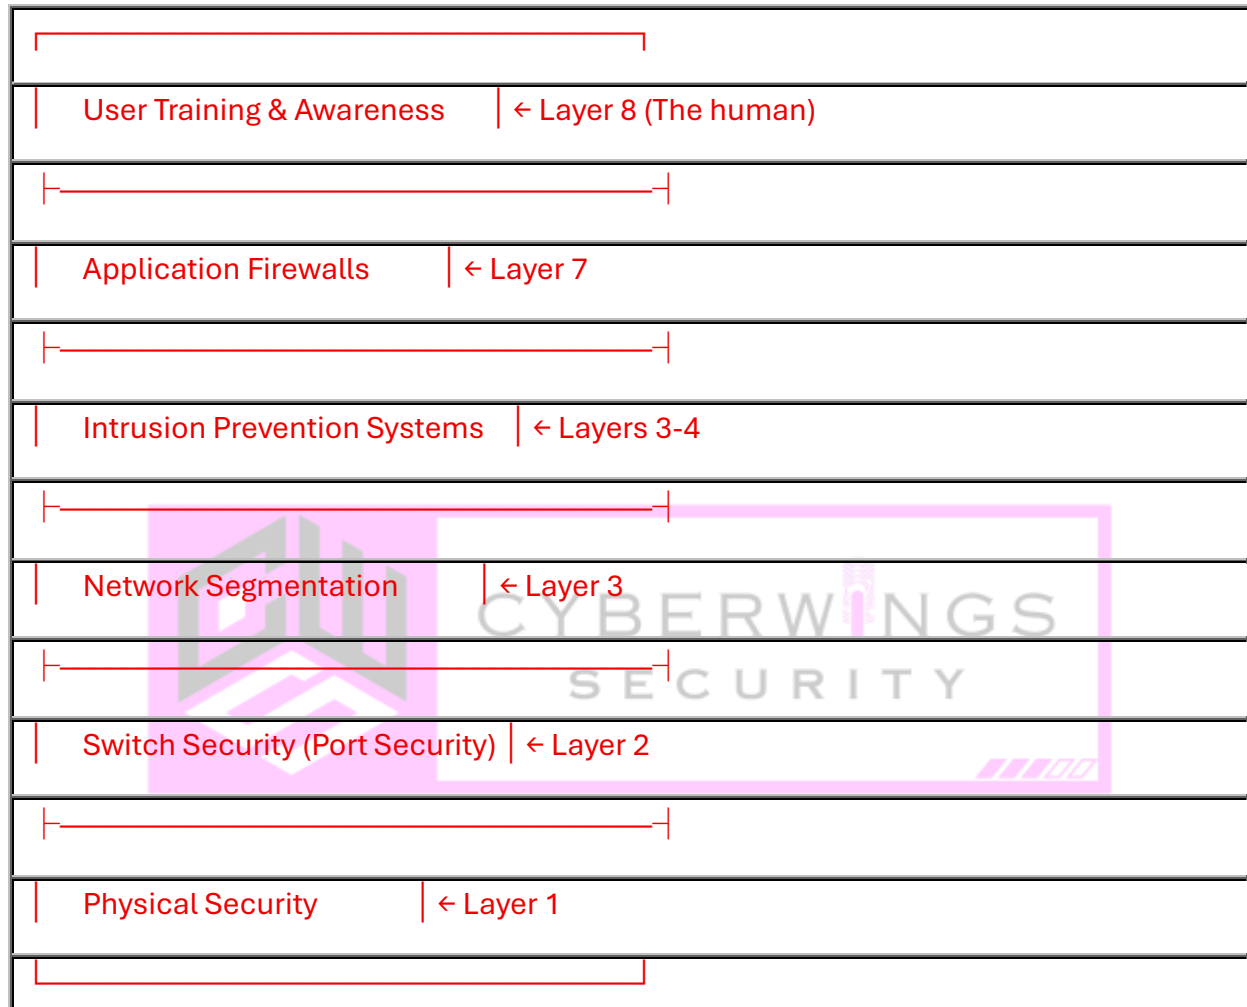 User Training & Awareness │ ← Layer 8 (The human)
Application Firewalls │ ← Layer 7
Intrusion Prevention Systems │ ← Layers 3-4
Network Segmentation │ ← Layer 3
CYBERWINGS
SECURITY
Switch Security (Port Security) │ ← Layer 2
Physical Security │ ← Layer 1